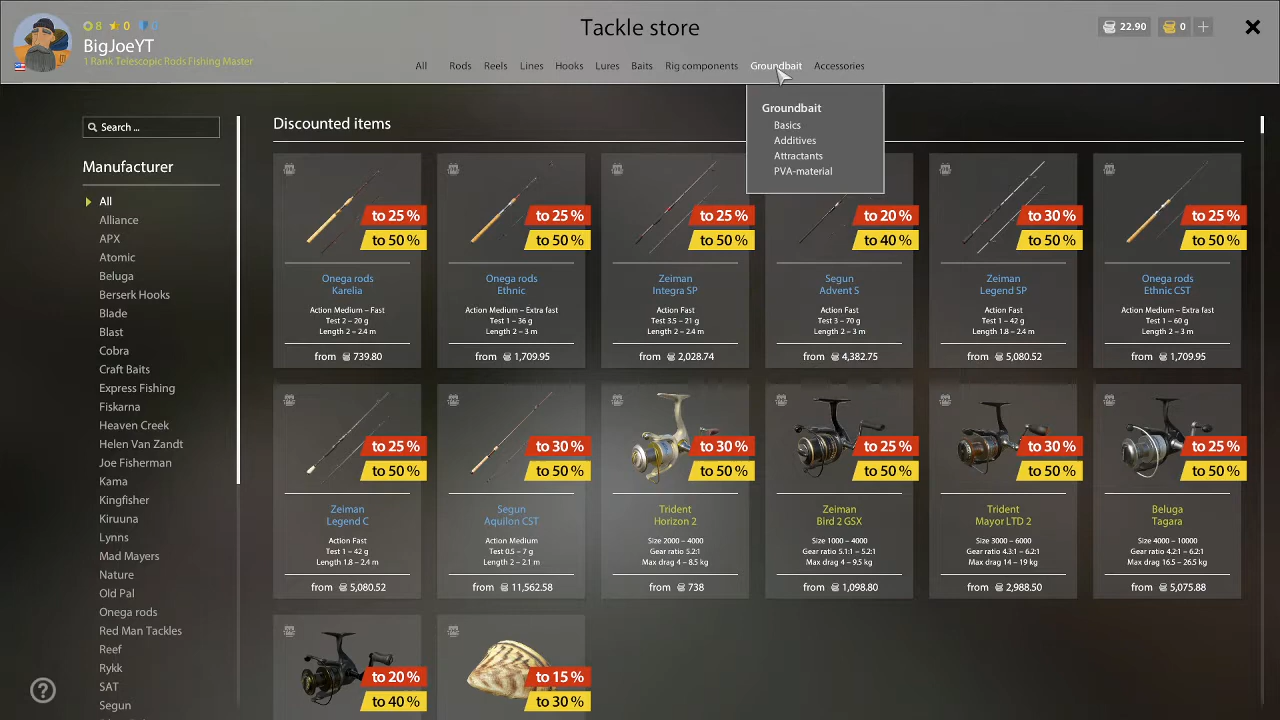 8 0 0
BigJoeYT
1 Rank Telescopic Rods Fishing Master
Tackle store
22.90 0 +
All Rods Reels Lines Hooks Lures Baits Rig components Groundbait Accessories
Groundbait
Basics
Additives
Attractants
PVA-material
Search ...
Manufacturer
All
Alliance
APX
Atomic
Beluga
Berserk Hooks
Blade
Blast
Cobra
Craft Baits
Express Fishing
Fiskarna
Heaven Creek
Helen Van Zandt
Joe Fisherman
Kama
Kingfisher
Kiruuna
Lynns
Mad Mayers
Nature
Old Pal
Onega rods
Red Man Tackles
Reef
Rykk
SAT
Segun
Discounted items
to 25 %
to 50 %
Onega rods
Karelia
Action Medium – Fast
Test 2 – 20 g
Length 2 – 2.4 m
from 739.80
to 25 %
to 50 %
Onega rods
Ethnic
Action Medium – Extra fast
Test 1 – 36 g
Length 2 – 3 m
from 1,709.95
to 25 %
to 50 %
Zeiman
Integra SP
Action Fast
Test 3.5 – 21 g
Length 2 – 2.4 m
from 2,028.74
to 20 %
to 40 %
Segun
Advent S
Action Fast
Test 3 – 70 g
Length 2 – 3 m
from 4,382.75
to 30 %
to 50 %
Zeiman
Legend SP
Action Fast
Test 1 – 42 g
Length 1.8 – 2.4 m
from 5,080.52
to 25 %
to 50 %
Onega rods
Ethnic CST
Action Medium – Extra fast
Test 1 – 60 g
Length 2 – 3 m
from 1,709.95
to 25 %
to 50 %
Zeiman
Legend C
Action Fast
Test 1 – 42 g
Length 1.8 – 2.4 m
from 5,080.52
to 30 %
to 50 %
Segun
Aquilon CST
Action Medium
Test 0.5 – 7 g
Length 2 – 2.1 m
from 11,562.58
to 30 %
to 50 %
Trident
Horizon 2
Size 2000 – 4000
Gear ratio 5.2:1
Max drag 4 – 8.5 kg
from 738
to 25 %
to 50 %
Zeiman
Bird 2 GSX
Size 1000 – 4000
Gear ratio 5.1:1 – 5.2:1
Max drag 4 – 9.5 kg
from 1,098.80
to 30 %
to 50 %
Trident
Mayor LTD 2
Size 3000 – 6000
Gear ratio 4.3:1 – 6.2:1
Max drag 14 – 19 kg
from 2,988.50
to 25 %
to 50 %
Beluga
Tagara
Size 4000 – 10000
Gear ratio 4.2:1 – 6.2:1
Max drag 16.5 – 26.5 kg
from 5,075.88
to 20 %
to 40 %
to 15 %
to 30 %
?